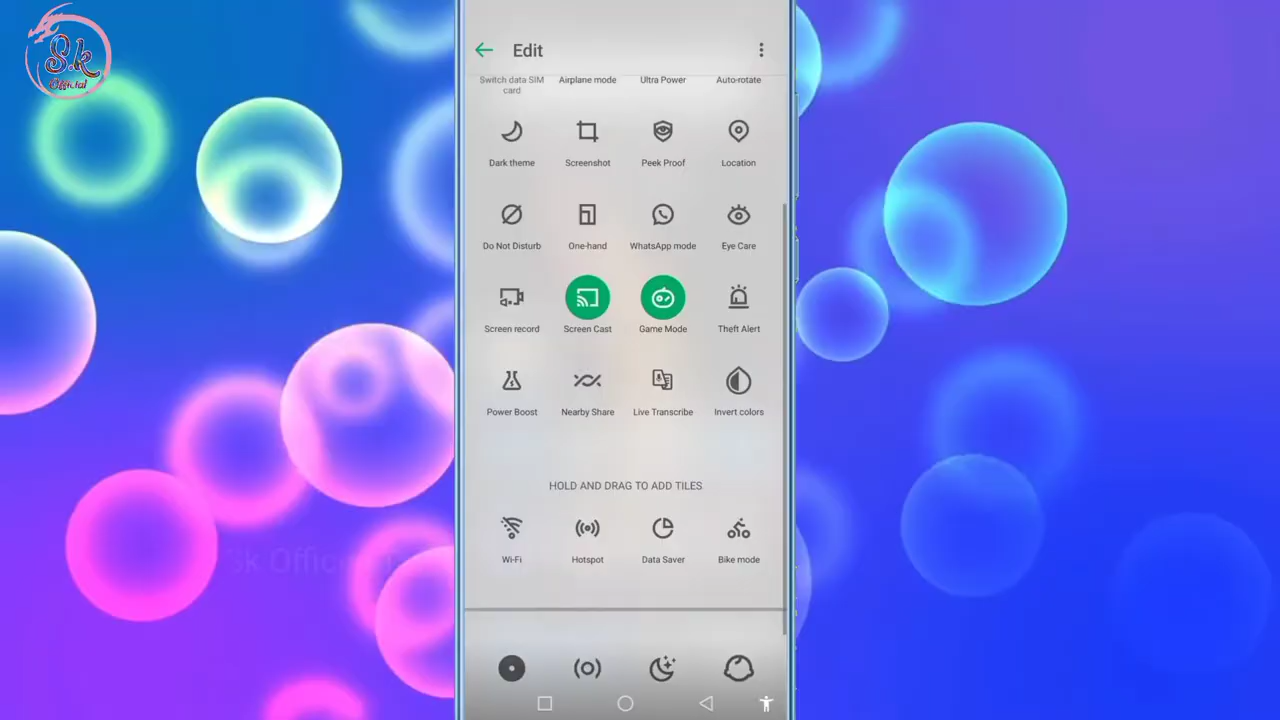 S.k
Official
Edit
Switch data SIM
card
Airplane mode
Ultra Power
Auto-rotate
Dark theme
Screenshot
Peek Proof
Location
Do Not Disturb
One-hand
WhatsApp mode
Eye Care
Screen record
Screen Cast
Game Mode
Theft Alert
Power Boost
Nearby Share
Live Transcribe
Invert colors
HOLD AND DRAG TO ADD TILES
Wi-Fi
Hotspot
Data Saver
Bike mode